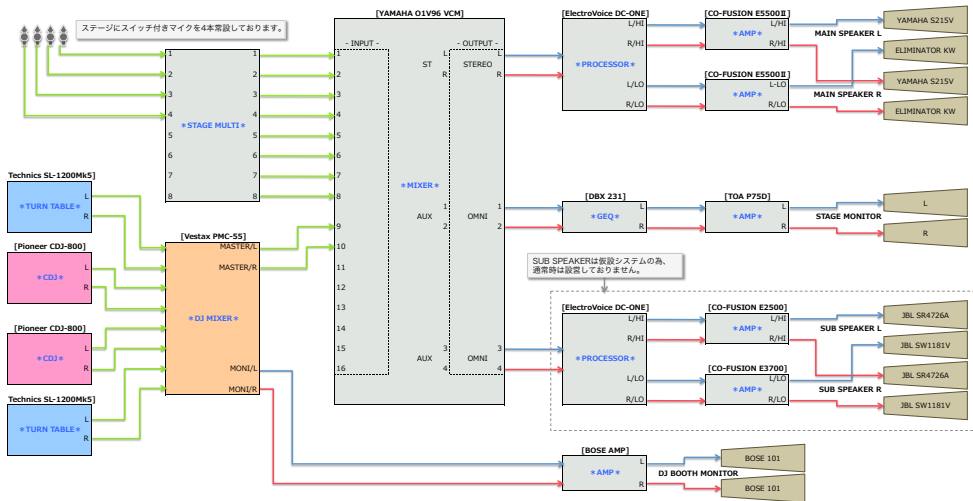 ステージにスイッチ付きマイクを4本常設しております。
1
2
3
4
*STAGE MULTI*
1
2
3
4
5
6
7
8
[YAMAHA O1V96 VCM]
- INPUT -
- OUTPUT -
1
2
3
4
5
6
7
8
9
10
11
12
13
14
15
16
*MIXER*
ST
L
R
STEREO
L
R
AUX
1
2
OMNI
1
2
AUX
3
4
OMNI
3
4
Technics SL-1200Mk5]
*TURN TABLE*
L
R
[Pioneer CDJ-800]
*CDJ*
L
R
[Pioneer CDJ-800]
*CDJ*
L
R
Technics SL-1200Mk5]
*TURN TABLE*
L
R
[Vestax PMC-55]
MASTER/L
MASTER/R
*DJ MIXER*
MONI/L
MONI/R
[ElectroVoice DC-ONE]
L/HI
R/HI
*PROCESSOR*
L/LO
R/LO
[CO-FUSION E5500Ⅱ]
L/HI
*AMP*
R/HI
[CO-FUSION E5500Ⅱ]
L-LO
*AMP*
R/LO
YAMAHA S215V
MAIN SPEAKER L
ELIMINATOR KW
YAMAHA S215V
MAIN SPEAKER R
ELIMINATOR KW
[DBX 231]
L
*GEQ*
R
[TOA P75D]
L
*AMP*
R
L
STAGE MONITOR
R
SUB SPEAKERは仮設システムの為、
通常時は設営しておりません。
[ElectroVoice DC-ONE]
L/HI
R/HI
*PROCESSOR*
L/LO
R/LO
[CO-FUSION E2500]
L/HI
*AMP*
R/HI
[CO-FUSION E3700]
L/LO
*AMP*
R/LO
JBL SR4726A
SUB SPEAKER L
JBL SW1181V
JBL SR4726A
SUB SPEAKER R
JBL SW1181V
[BOSE AMP]
L
*AMP*
R
BOSE 101
DJ BOOTH MONITOR
BOSE 101